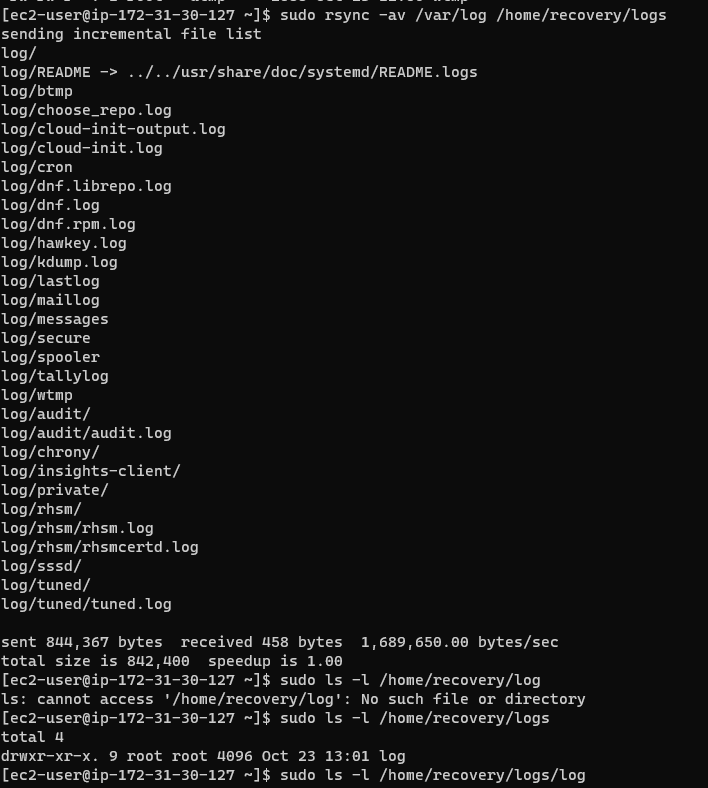 [ec2-user@ip-172-31-30-127 ~]$ sudo rsync -av /var/log /home/recovery/logs
sending incremental file list
log/
log/README -> ../../usr/share/doc/systemd/README.logs
log/btmp
log/choose_repo.log
log/cloud-init-output.log
log/cloud-init.log
log/cron
log/dnf.librepo.log
log/dnf.log
log/dnf.rpm.log
log/hawkey.log
log/kdump.log
log/lastlog
log/maillog
log/messages
log/secure
log/spooler
log/tallylog
log/wtmp
log/audit/
log/audit/audit.log
log/chrony/
log/insights-client/
log/private/
log/rhsm/
log/rhsm/rhsm.log
log/rhsm/rhsmcertd.log
log/sssd/
log/tuned/
log/tuned/tuned.log
sent 844,367 bytes  received 458 bytes  1,689,650.00 bytes/sec
total size is 842,400  speedup is 1.00
[ec2-user@ip-172-31-30-127 ~]$ sudo ls -l /home/recovery/log
ls: cannot access '/home/recovery/log': No such file or directory
[ec2-user@ip-172-31-30-127 ~]$ sudo ls -l /home/recovery/logs
total 4
drwxr-xr-x. 9 root root 4096 Oct 23 13:01 log
[ec2-user@ip-172-31-30-127 ~]$ sudo ls -l /home/recovery/logs/log